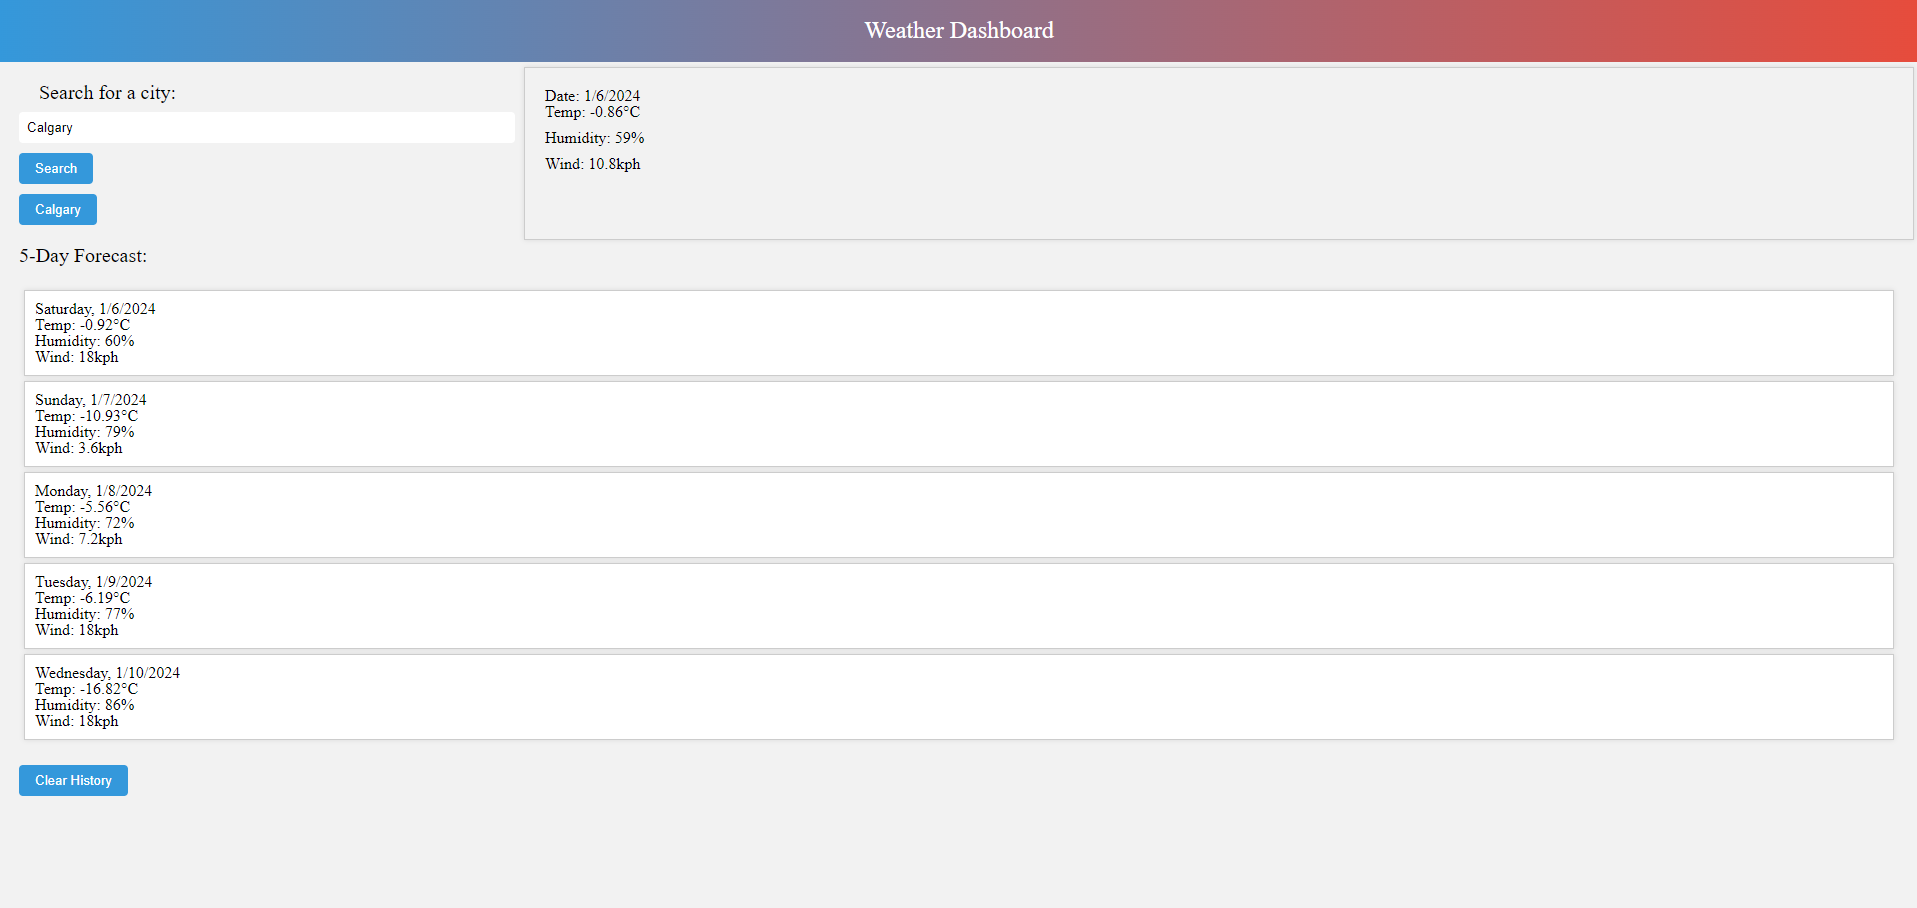 Weather Dashboard
Search for a city:
Calgary
Search
Calgary
Date: 1/6/2024
Temp: -0.86°C
Humidity: 59%
Wind: 10.8kph
5-Day Forecast:
Saturday, 1/6/2024
Temp: -0.92°C
Humidity: 60%
Wind: 18kph
Sunday, 1/7/2024
Temp: -10.93°C
Humidity: 79%
Wind: 3.6kph
Monday, 1/8/2024
Temp: -5.56°C
Humidity: 72%
Wind: 7.2kph
Tuesday, 1/9/2024
Temp: -6.19°C
Humidity: 77%
Wind: 18kph
Wednesday, 1/10/2024
Temp: -16.82°C
Humidity: 86%
Wind: 18kph
Clear History